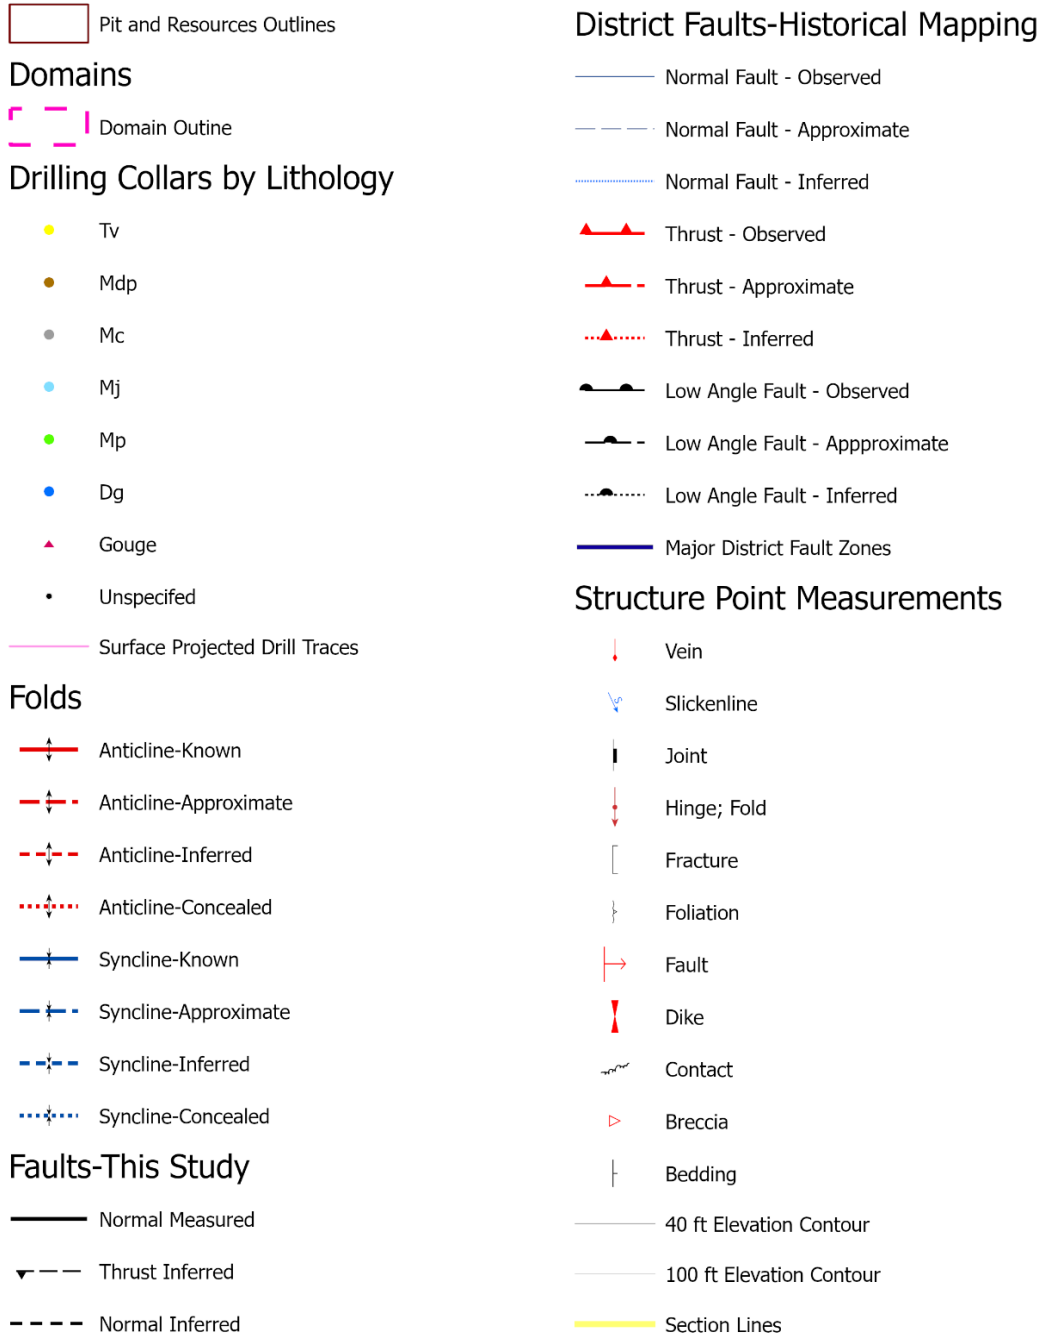 Pit and Resources Outlines
Domains
Domain Outine
Drilling Collars by Lithology
Tv
Mdp
Mc
Mj
Mp
Dg
Gouge
Unspecifed
Surface Projected Drill Traces
Folds
Anticline-Known
Anticline-Approximate
Anticline-Inferred
Anticline-Concealed
Syncline-Known
Syncline-Approximate
Syncline-Inferred
Syncline-Concealed
Faults-This Study
Normal Measured
Thrust Inferred
Normal Inferred
District Faults-Historical Mapping
Normal Fault - Observed
Normal Fault - Approximate
Normal Fault - Inferred
Thrust - Observed
Thrust - Approximate
Thrust - Inferred
Low Angle Fault - Observed
Low Angle Fault - Appproximate
Low Angle Fault - Inferred
Major District Fault Zones
Structure Point Measurements
Vein
S
Slickenline
Joint
Hinge; Fold
Fracture
Foliation
Fault
Dike
Contact
Breccia
Bedding
40 ft Elevation Contour
100 ft Elevation Contour
Section Lines